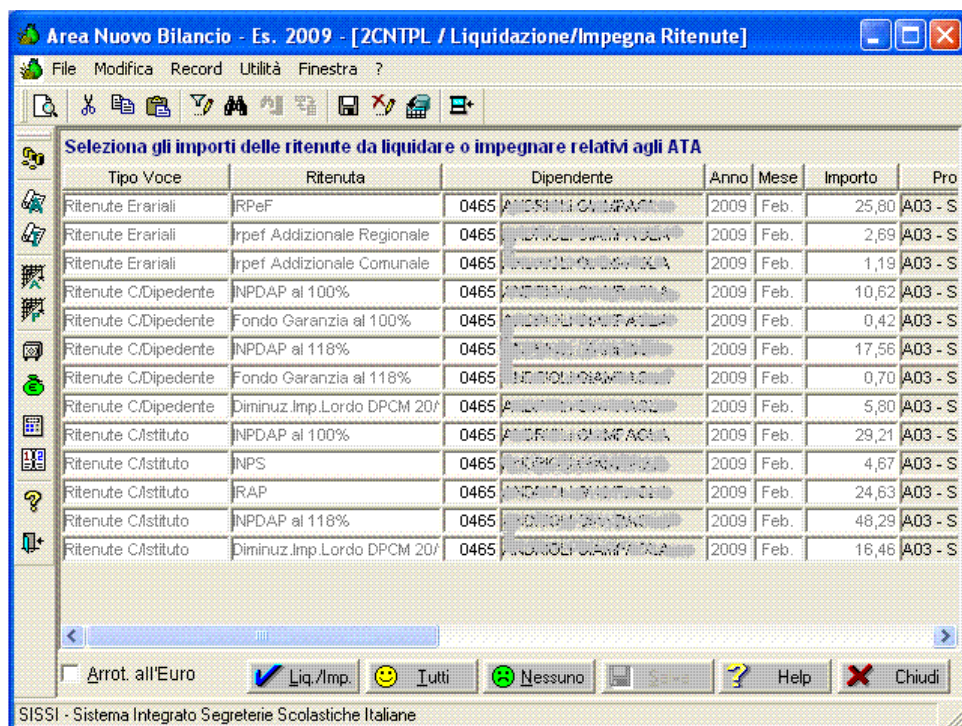 Area Nuovo Bilancio - Es. 2009 - [2CNTPL / Liquidazione/Impegna Ritenute]
File Modifica Record Utilità Finestra ?
Seleziona gli importi delle ritenute da liquidare o impegnare relativi agli ATA
Tipo Voce Ritenuta Dipendente Anno Mese Importo Pro
Ritenute Erariali IRPeF 0465 2009 Feb. 25,80 A03 - S
Ritenute Erariali Irpef Addizionale Regionale 0465 2009 Feb. 2,69 A03 - S
Ritenute Erariali Irpef Addizionale Comunale 0465 2009 Feb. 1,19 A03 - S
Ritenute C/Dipedente INPDAP al 100% 0465 2009 Feb. 10,62 A03 - S
Ritenute C/Dipedente Fondo Garanzia al 100% 0465 2009 Feb. 0,42 A03 - S
Ritenute C/Dipedente INPDAP al 118% 0465 2009 Feb. 17,56 A03 - S
Ritenute C/Dipedente Fondo Garanzia al 118% 0465 2009 Feb. 0,70 A03 - S
Ritenute C/Dipedente Diminuz.Imp.Lordo DPCM 20/ 0465 2009 Feb. 5,80 A03 - S
Ritenute C/Istituto INPDAP al 100% 0465 2009 Feb. 29,21 A03 - S
Ritenute C/Istituto INPS 0465 2009 Feb. 4,67 A03 - S
Ritenute C/Istituto IRAP 0465 2009 Feb. 24,63 A03 - S
Ritenute C/Istituto INPDAP al 118% 0465 2009 Feb. 48,29 A03 - S
Ritenute C/Istituto Diminuz.Imp.Lordo DPCM 20/ 0465 2009 Feb. 16,46 A03 - S
Arrot. all'Euro Liq./Imp. Tutti Nessuno Help Chiudi
SISSI - Sistema Integrato Segreterie Scolastiche Italiane